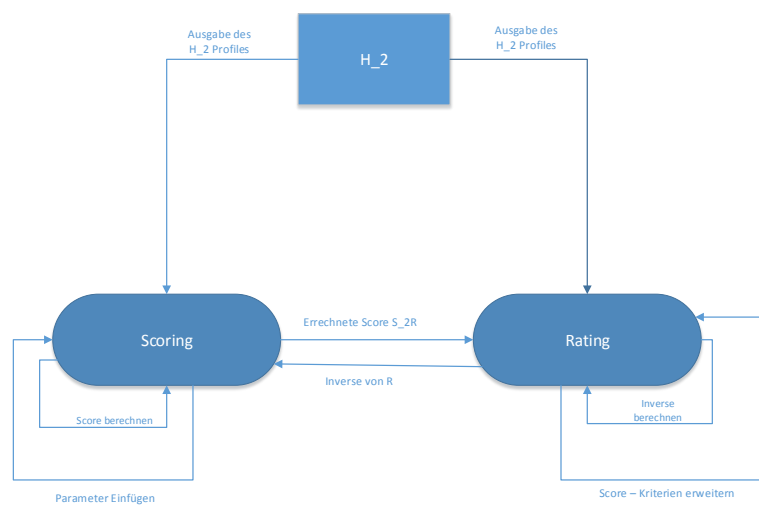 Ausgabe des
H_2 Profiles
Ausgabe des
H_2 Profiles
H_2
Scoring
Errechnete Score S_2R
Rating
Inverse von R
Score berechnen
Inverse
berechnen
Parameter Einfügen
Score – Kriterien erweitern